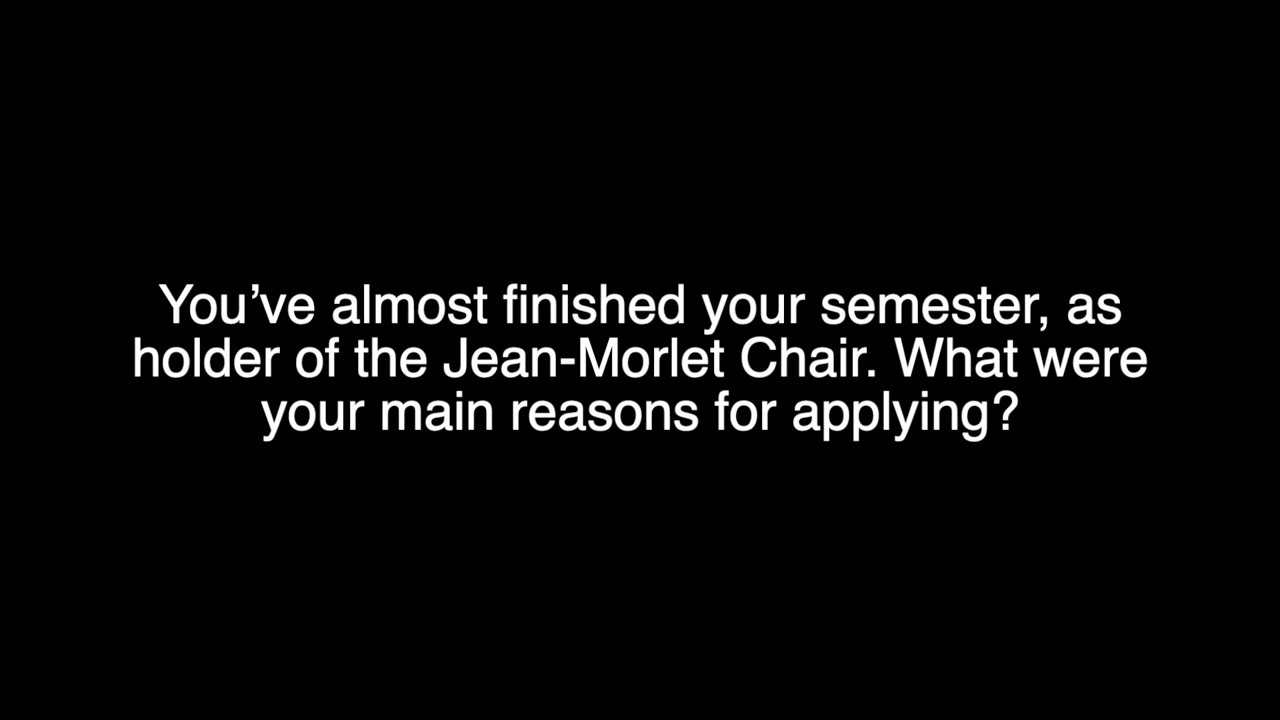 You’ve almost finished your semester, as
holder of the Jean-Morlet Chair. What were
your main reasons for applying?